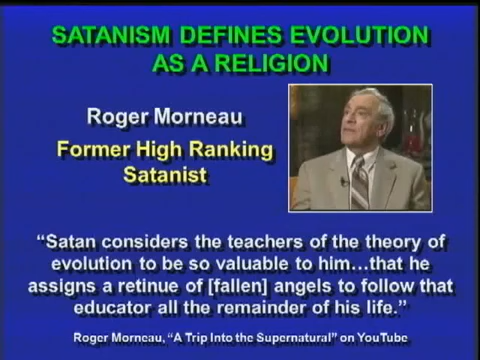 SATANISM DEFINES EVOLUTION
AS A RELIGION
Roger Morneau
Former High Ranking
Satanist
“Satan considers the teachers of the theory of
evolution to be so valuable to him…that he
assigns a retinue of [fallen] angels to follow that
educator all the remainder of his life.”
Roger Morneau, “A Trip Into the Supernatural” on YouTube